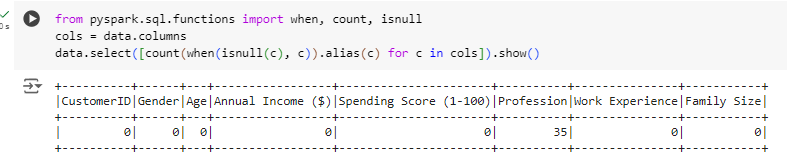 from pyspark.sql.functions import when, count, isnull
0s
cols = data.columns
data.select([count(when(isnull(c), c)).alias(c) for c in cols]).show()
+----------+------+---+-----------------+----------------------+----------+---------------+-----------+
|CustomerID|Gender|Age|Annual Income ($)|Spending Score (1-100)|Profession|Work Experience|Family Size|
+----------+------+---+-----------------+----------------------+----------+---------------+-----------+
|         0|     0|  0|                0|                     0|        35|              0|          0|
+----------+------+---+-----------------+----------------------+----------+---------------+-----------+